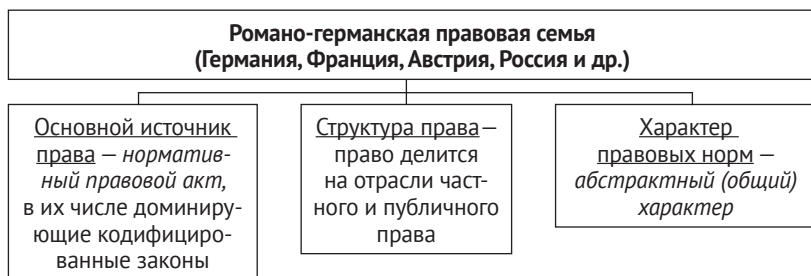 Романо-германская правовая семья
(Германия, Франция, Австрия, Россия и др.)
Основной источник
права — норматив-
ный правовой акт,
в их числе доминиру-
ющие кодифициро-
ванные законы
Структура права —
право делится
на отрасли част-
ного и публичного
права
Характер
правовых норм —
абстрактный (общий)
характер